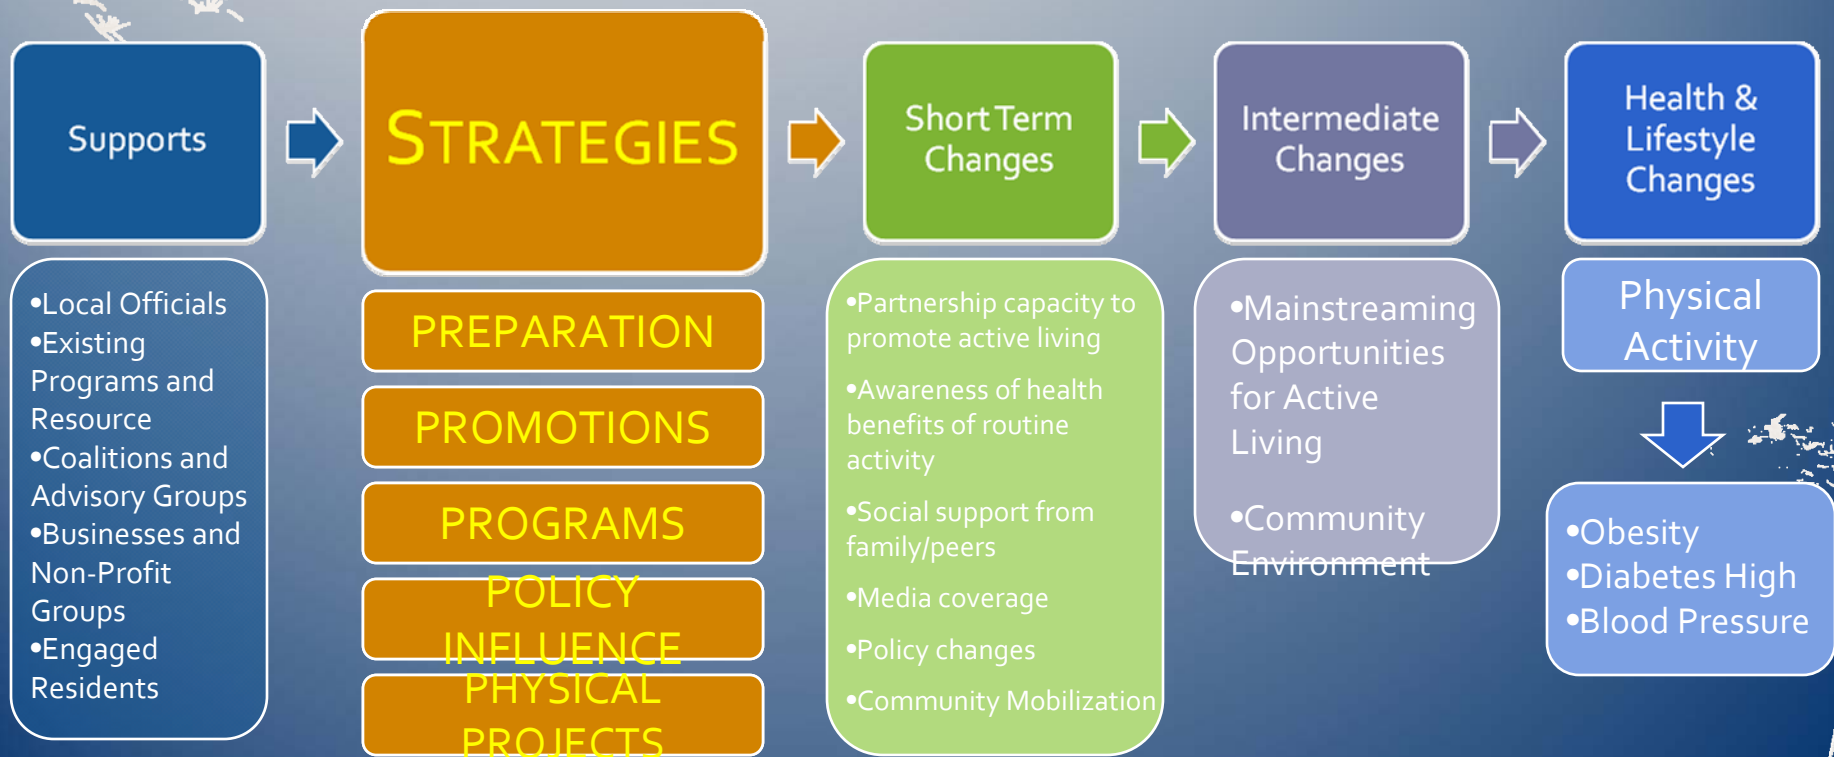 Supports
STRATEGIES
Short Term
Changes
Intermediate
Changes
Health &
Lifestyle
Changes
•Local Officials
•Existing
Programs and
Resource
•Coalitions and
Advisory Groups
•Businesses and
Non-Profit
Groups
•Engaged
Residents
PREPARATION
PROMOTIONS
PROGRAMS
POLICY
INFLUENCE
PHYSICAL
PROJECTS
•Partnership capacity to
promote active living
•Awareness of health
benefits of routine
activity
•Social support from
family/peers
•Media coverage
•Policy changes
•Community Mobilization
•Mainstreaming
Opportunities
for Active
Living
•Community
Environment
Physical
Activity
•Obesity
•Diabetes High
•Blood Pressure